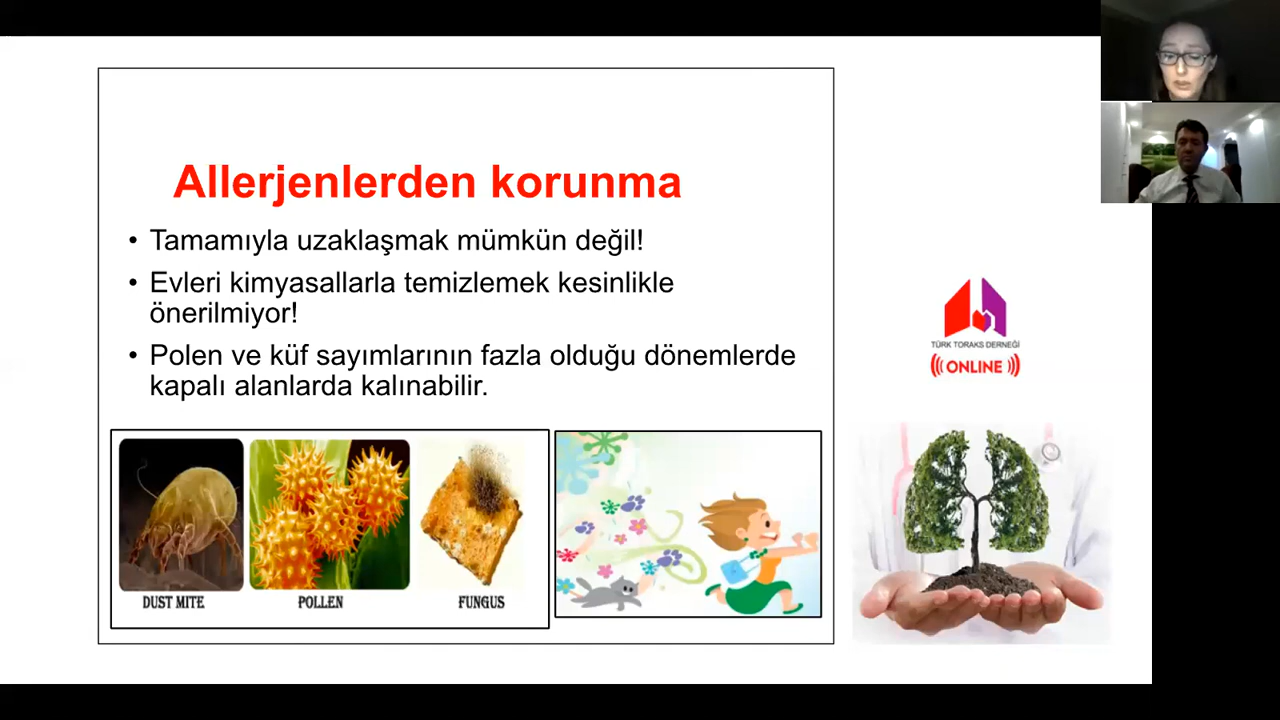 Allerjenlerden korunma
• Tamamıyla uzaklaşmak mümkün değil!
• Evleri kimyasallarla temizlemek kesinlikle
önerilmiyor!
• Polen ve küf sayımlarının fazla olduğu dönemlerde
kapalı alanlarda kalınabilir.
DUST MITE
POLLEN
FUNGUS
TÜRK TORAKS DERNEĞİ
ONLINE